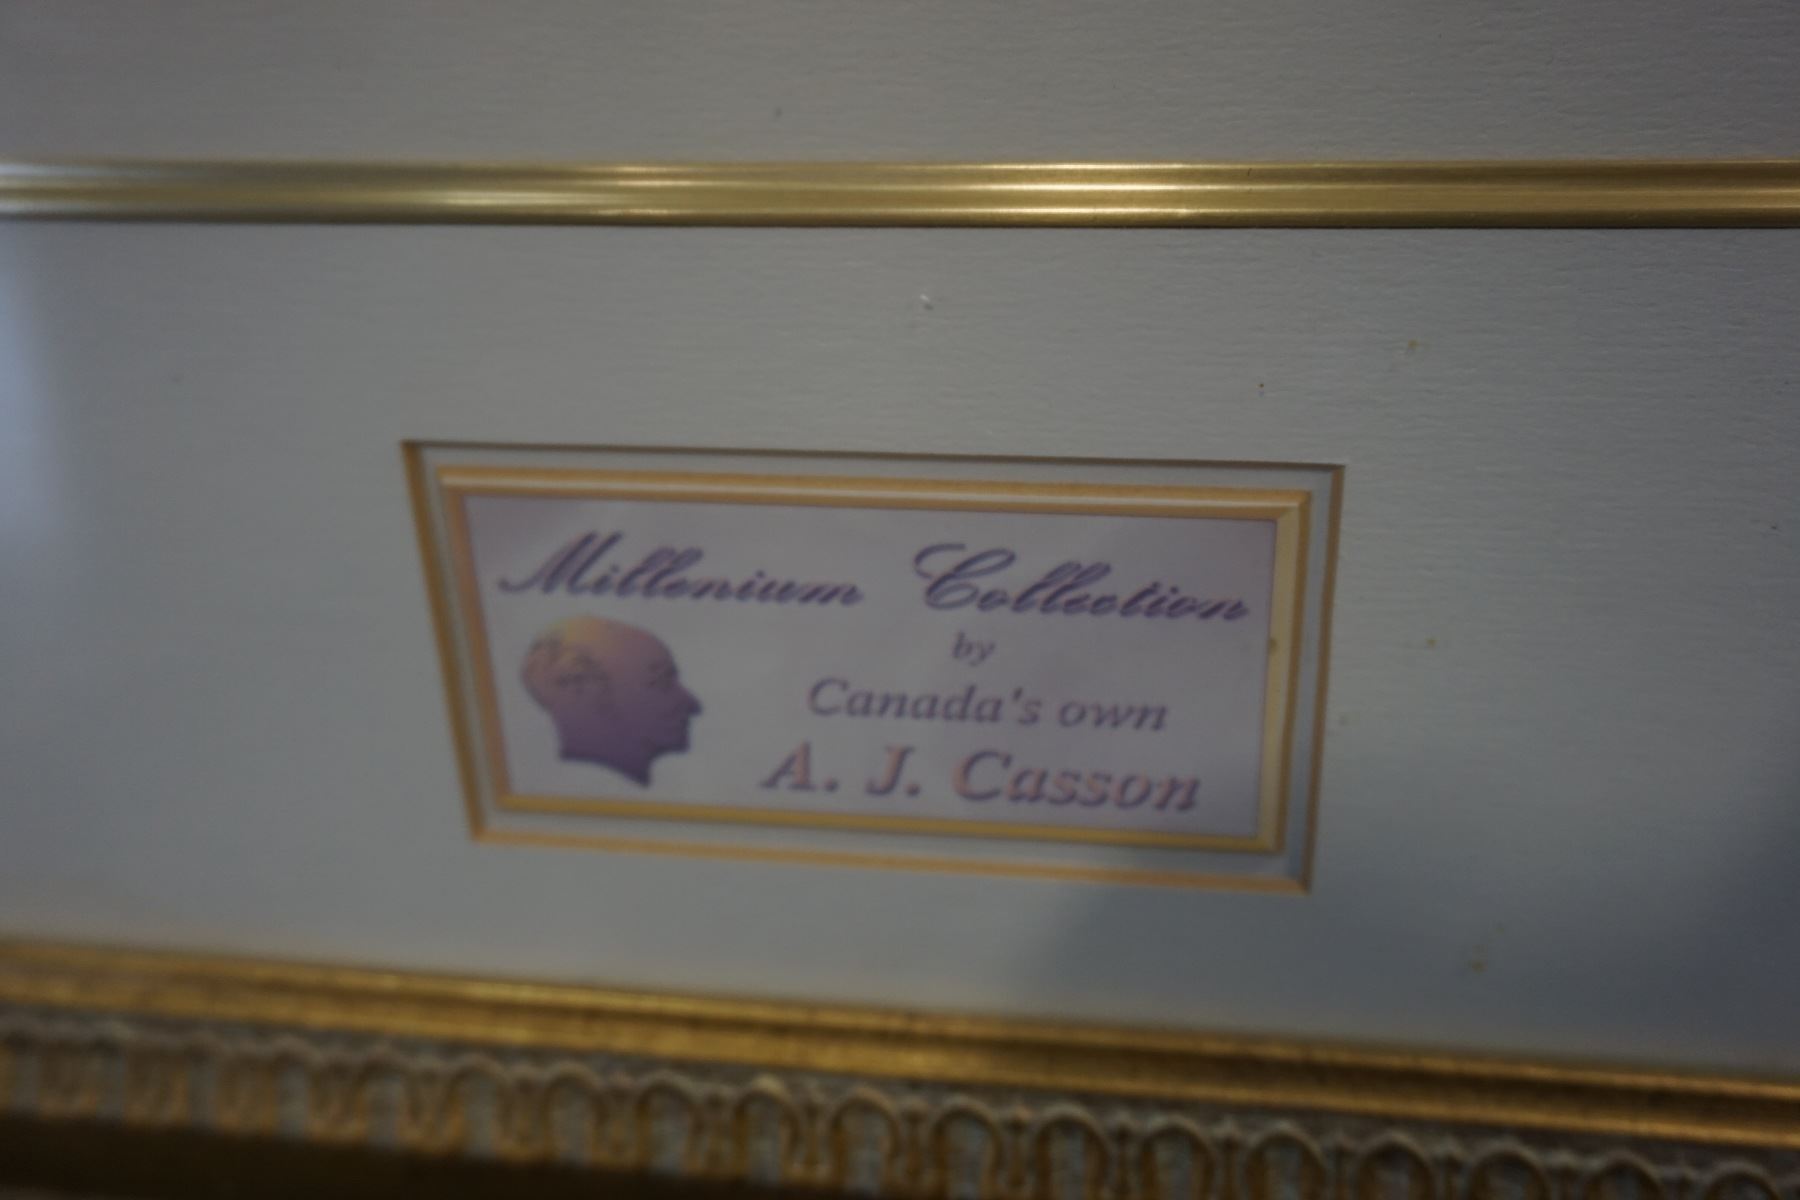 Millenium Collection
by
Canada's own
A. J. Casson